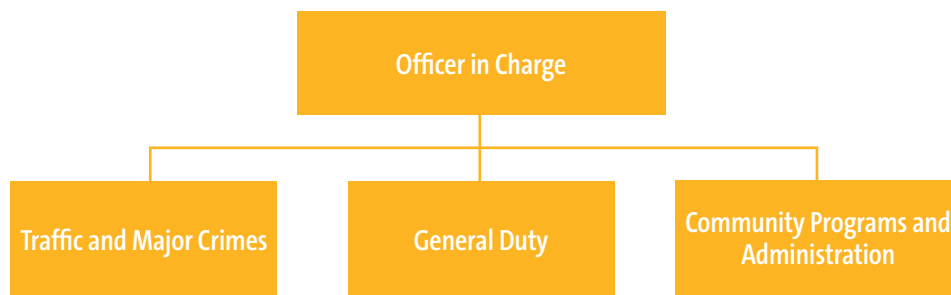 Officer in Charge
Traffic and Major Crimes
General Duty
Community Programs and
Administration